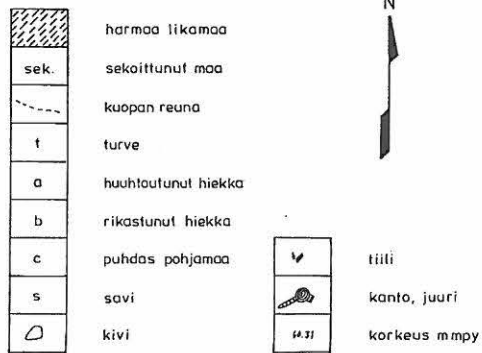 N
harmaa likamaa
sek. sekoittunut maa
kuopan reuna
t turve
a huuhtoutunut hiekka
b rikastunut hiekka
c puhdas pohjamaa
s savi
kivi
tiili
kanto, juuri
korkeus mmpy